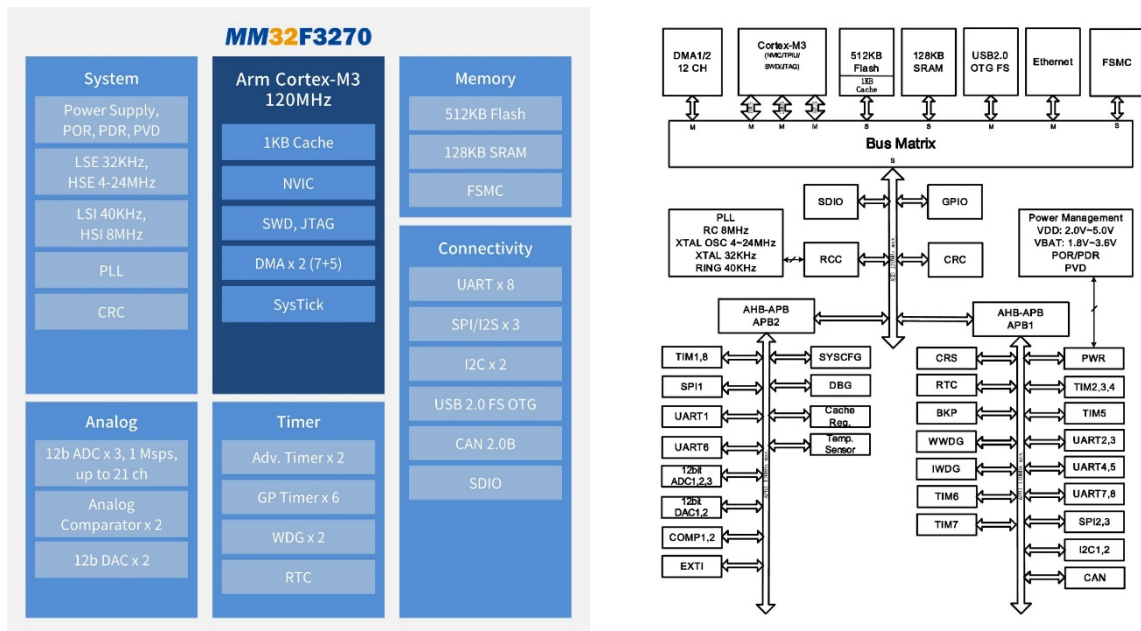 MM32F3270
System
Power Supply,
POR, PDR, PVD
LSE 32KHz,
HSE 4-24MHz
LSI 40KHz,
HSI 8MHz
PLL
CRC
Arm Cortex-M3
120MHz
1KB Cache
NVIC
SWD, JTAG
DMA x 2 (7+5)
SysTick
Memory
512KB Flash
128KB SRAM
FSMC
Connectivity
UART x 8
SPI/I2S x 3
I2C x 2
USB 2.0 FS OTG
CAN 2.0B
SDIO
Analog
12b ADC x 3, 1 Msps,
up to 21 ch
Analog
Comparator x 2
12b DAC x 2
Timer
Adv. Timer x 2
GP Timer x 6
WDG x 2
RTC
DMA1/2
12 CH
Cortex-M3
(NVIC/TPIU/
SWD/JTAG)
512KB
Flash
1KB
Cache
128KB
SRAM
USB2.0
OTG FS
Ethernet
FSMC
M M M M S S M M S
Bus Matrix
S
SDIO
GPIO
PLL
RC 8MHz
XTAL OSC 4~24MHz
XTAL 32KHz
RING 40KHz
RCC
CRC
Power Management
VDD: 2.0V~5.0V
VBAT: 1.8V~3.6V
POR/PDR
PVD
AHB-APB
APB2
AHB-APB
APB1
TIM1,8
SPI1
UART1
UART6
12bit
ADC1,2,3
12bit
DAC1,2
COMP1,2
EXTI
SYSCFG
DBG
Cache
Reg.
Temp.
Sensor
CRS
RTC
BKP
WWDG
IWDG
TIM6
TIM7
PWR
TIM2,3,4
TIM5
UART2,3
UART4,5
UART7,8
SPI2,3
I2C1,2
CAN